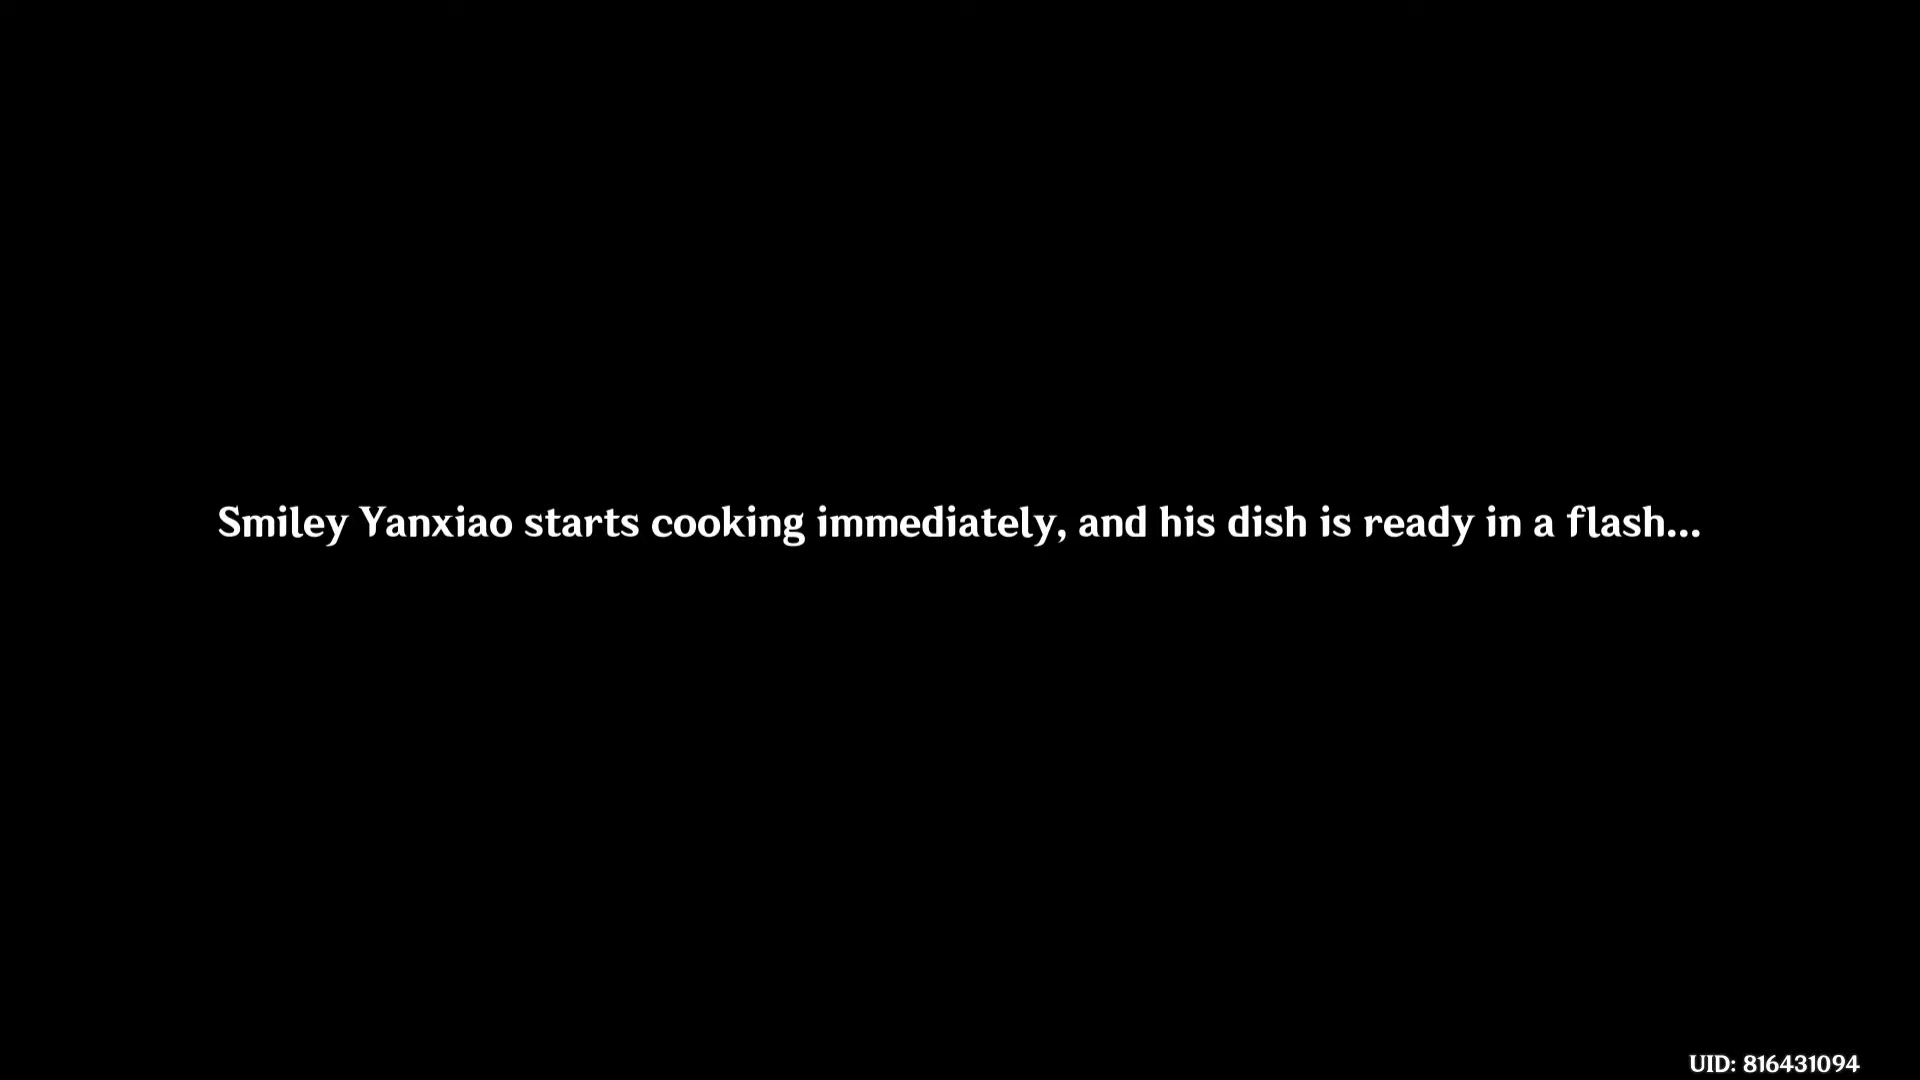 Smiley Yanxiao starts cooking immediately, and his dish is ready in a flash...
UID: 816431094